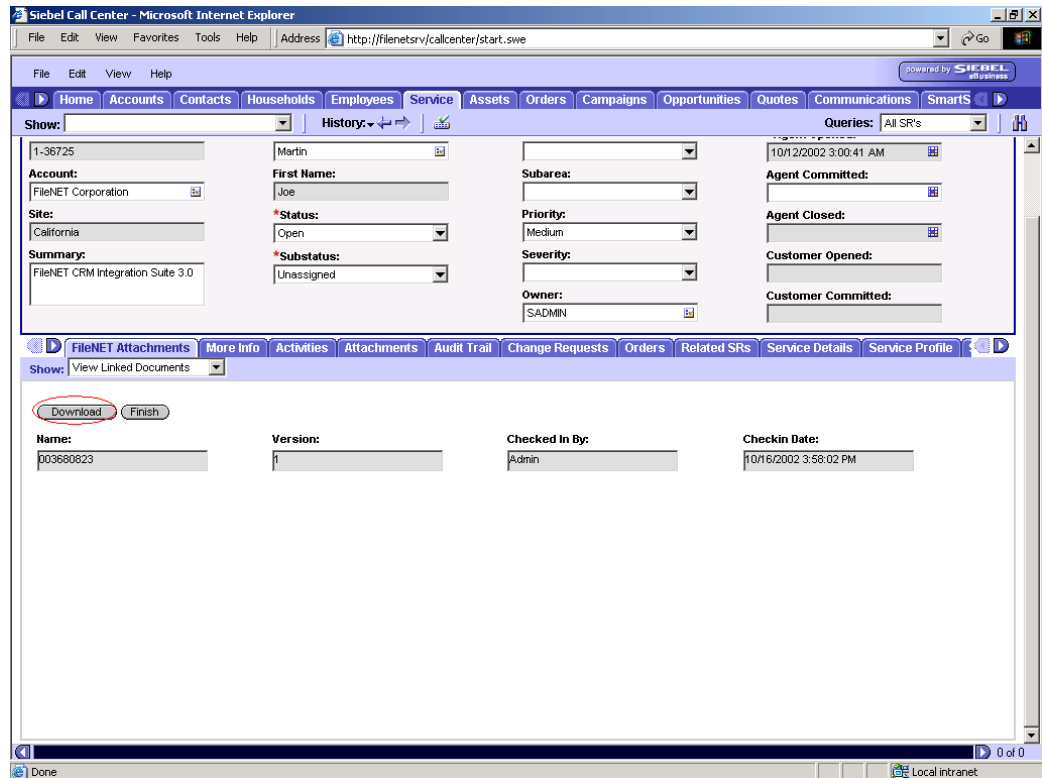 Siebel Call Center - Microsoft Internet Explorer
File Edit View Favorites Tools Help Address http://filenetsrv/callcenter/start.swe Go
File Edit View Help powered by SIEBEL eBusiness
Home Accounts Contacts Households Employees Service Assets Orders Campaigns Opportunities Quotes Communications SmartS
Show: History: Queries: All SR's
1-36725 Martin 10/12/2002 3:00:41 AM
Account: First Name: Subarea: Agent Committed:
FileNET Corporation Joe
Site: *Status: Priority: Agent Closed:
California Open Medium
Summary: *Substatus: Severity: Customer Opened:
FileNET CRM Integration Suite 3.0 Unassigned
Owner: Customer Committed:
SADMIN
FileNET Attachments More Info Activities Attachments Audit Trail Change Requests Orders Related SRs Service Details Service Profile
Show: View Linked Documents
Download Finish
Name: Version: Checked In By: Checkin Date:
003680823 1 Admin 10/16/2002 3:58:02 PM
0 of 0
Done Local intranet